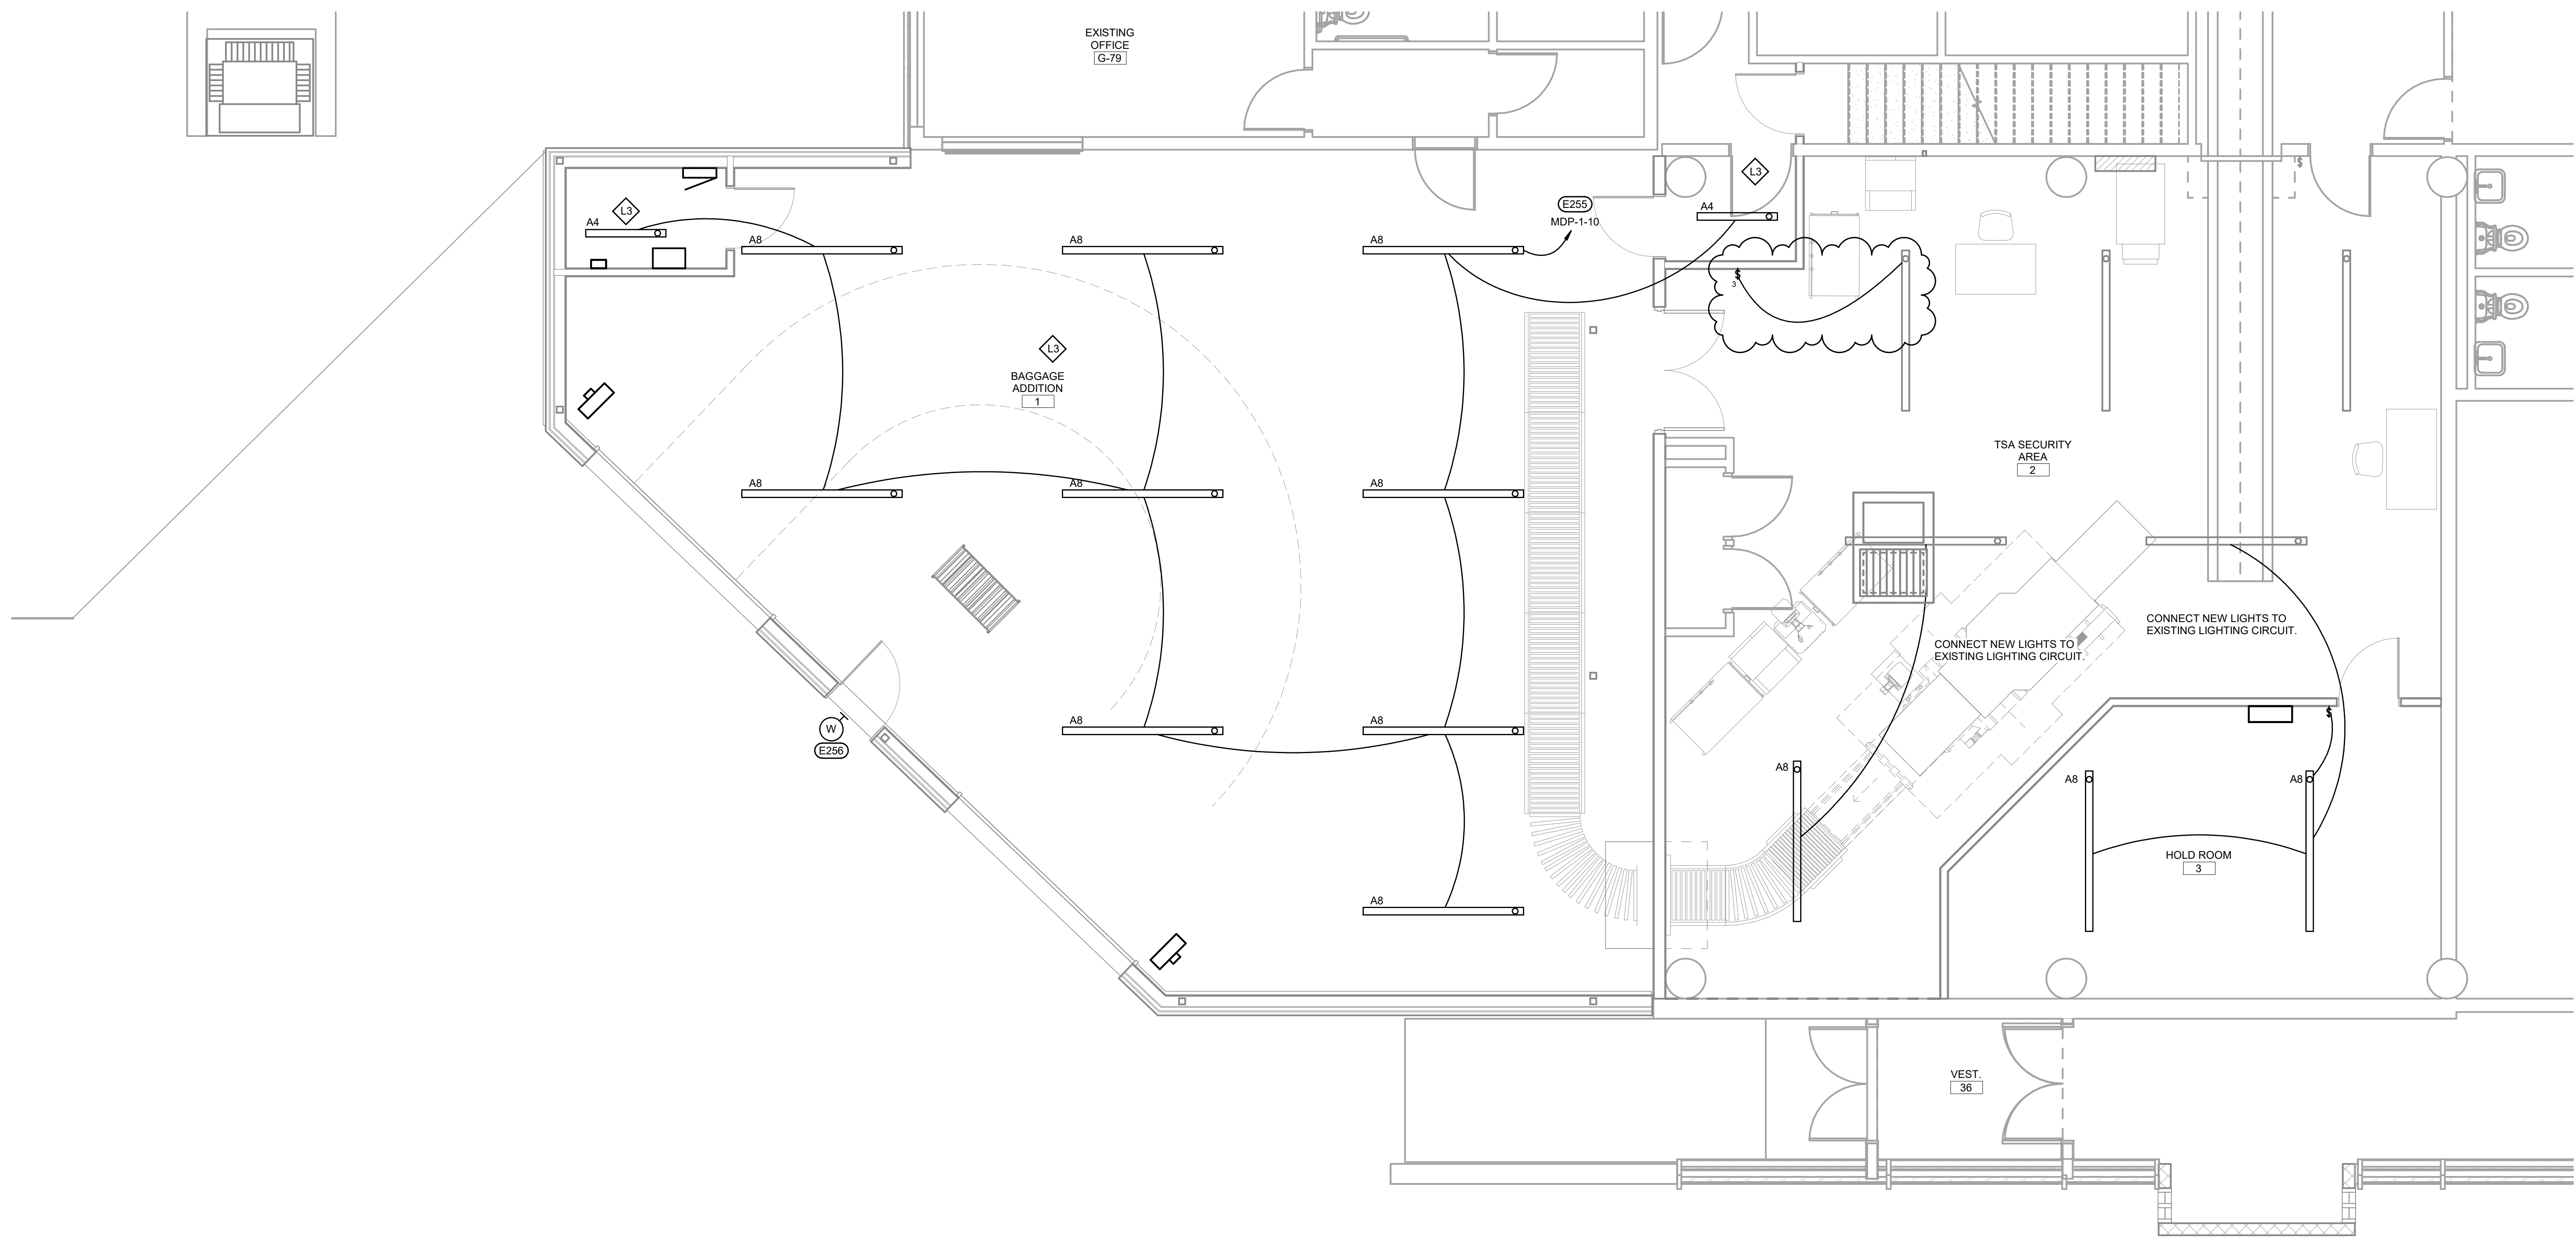 EXISTING
OFFICE
G-79
L3
A4
L3
A4
E255
MDP-1-10
A8
A8
A8
$
$
3
L3
BAGGAGE
ADDITION
1
TSA SECURITY
AREA
2
A8
A8
A8
CONNECT NEW LIGHTS TO
EXISTING LIGHTING CIRCUIT.
CONNECT NEW LIGHTS TO
EXISTING LIGHTING CIRCUIT.
W
E256
A8
A8
$
A8
A8
A8
HOLD ROOM
3
A8
VEST.
36